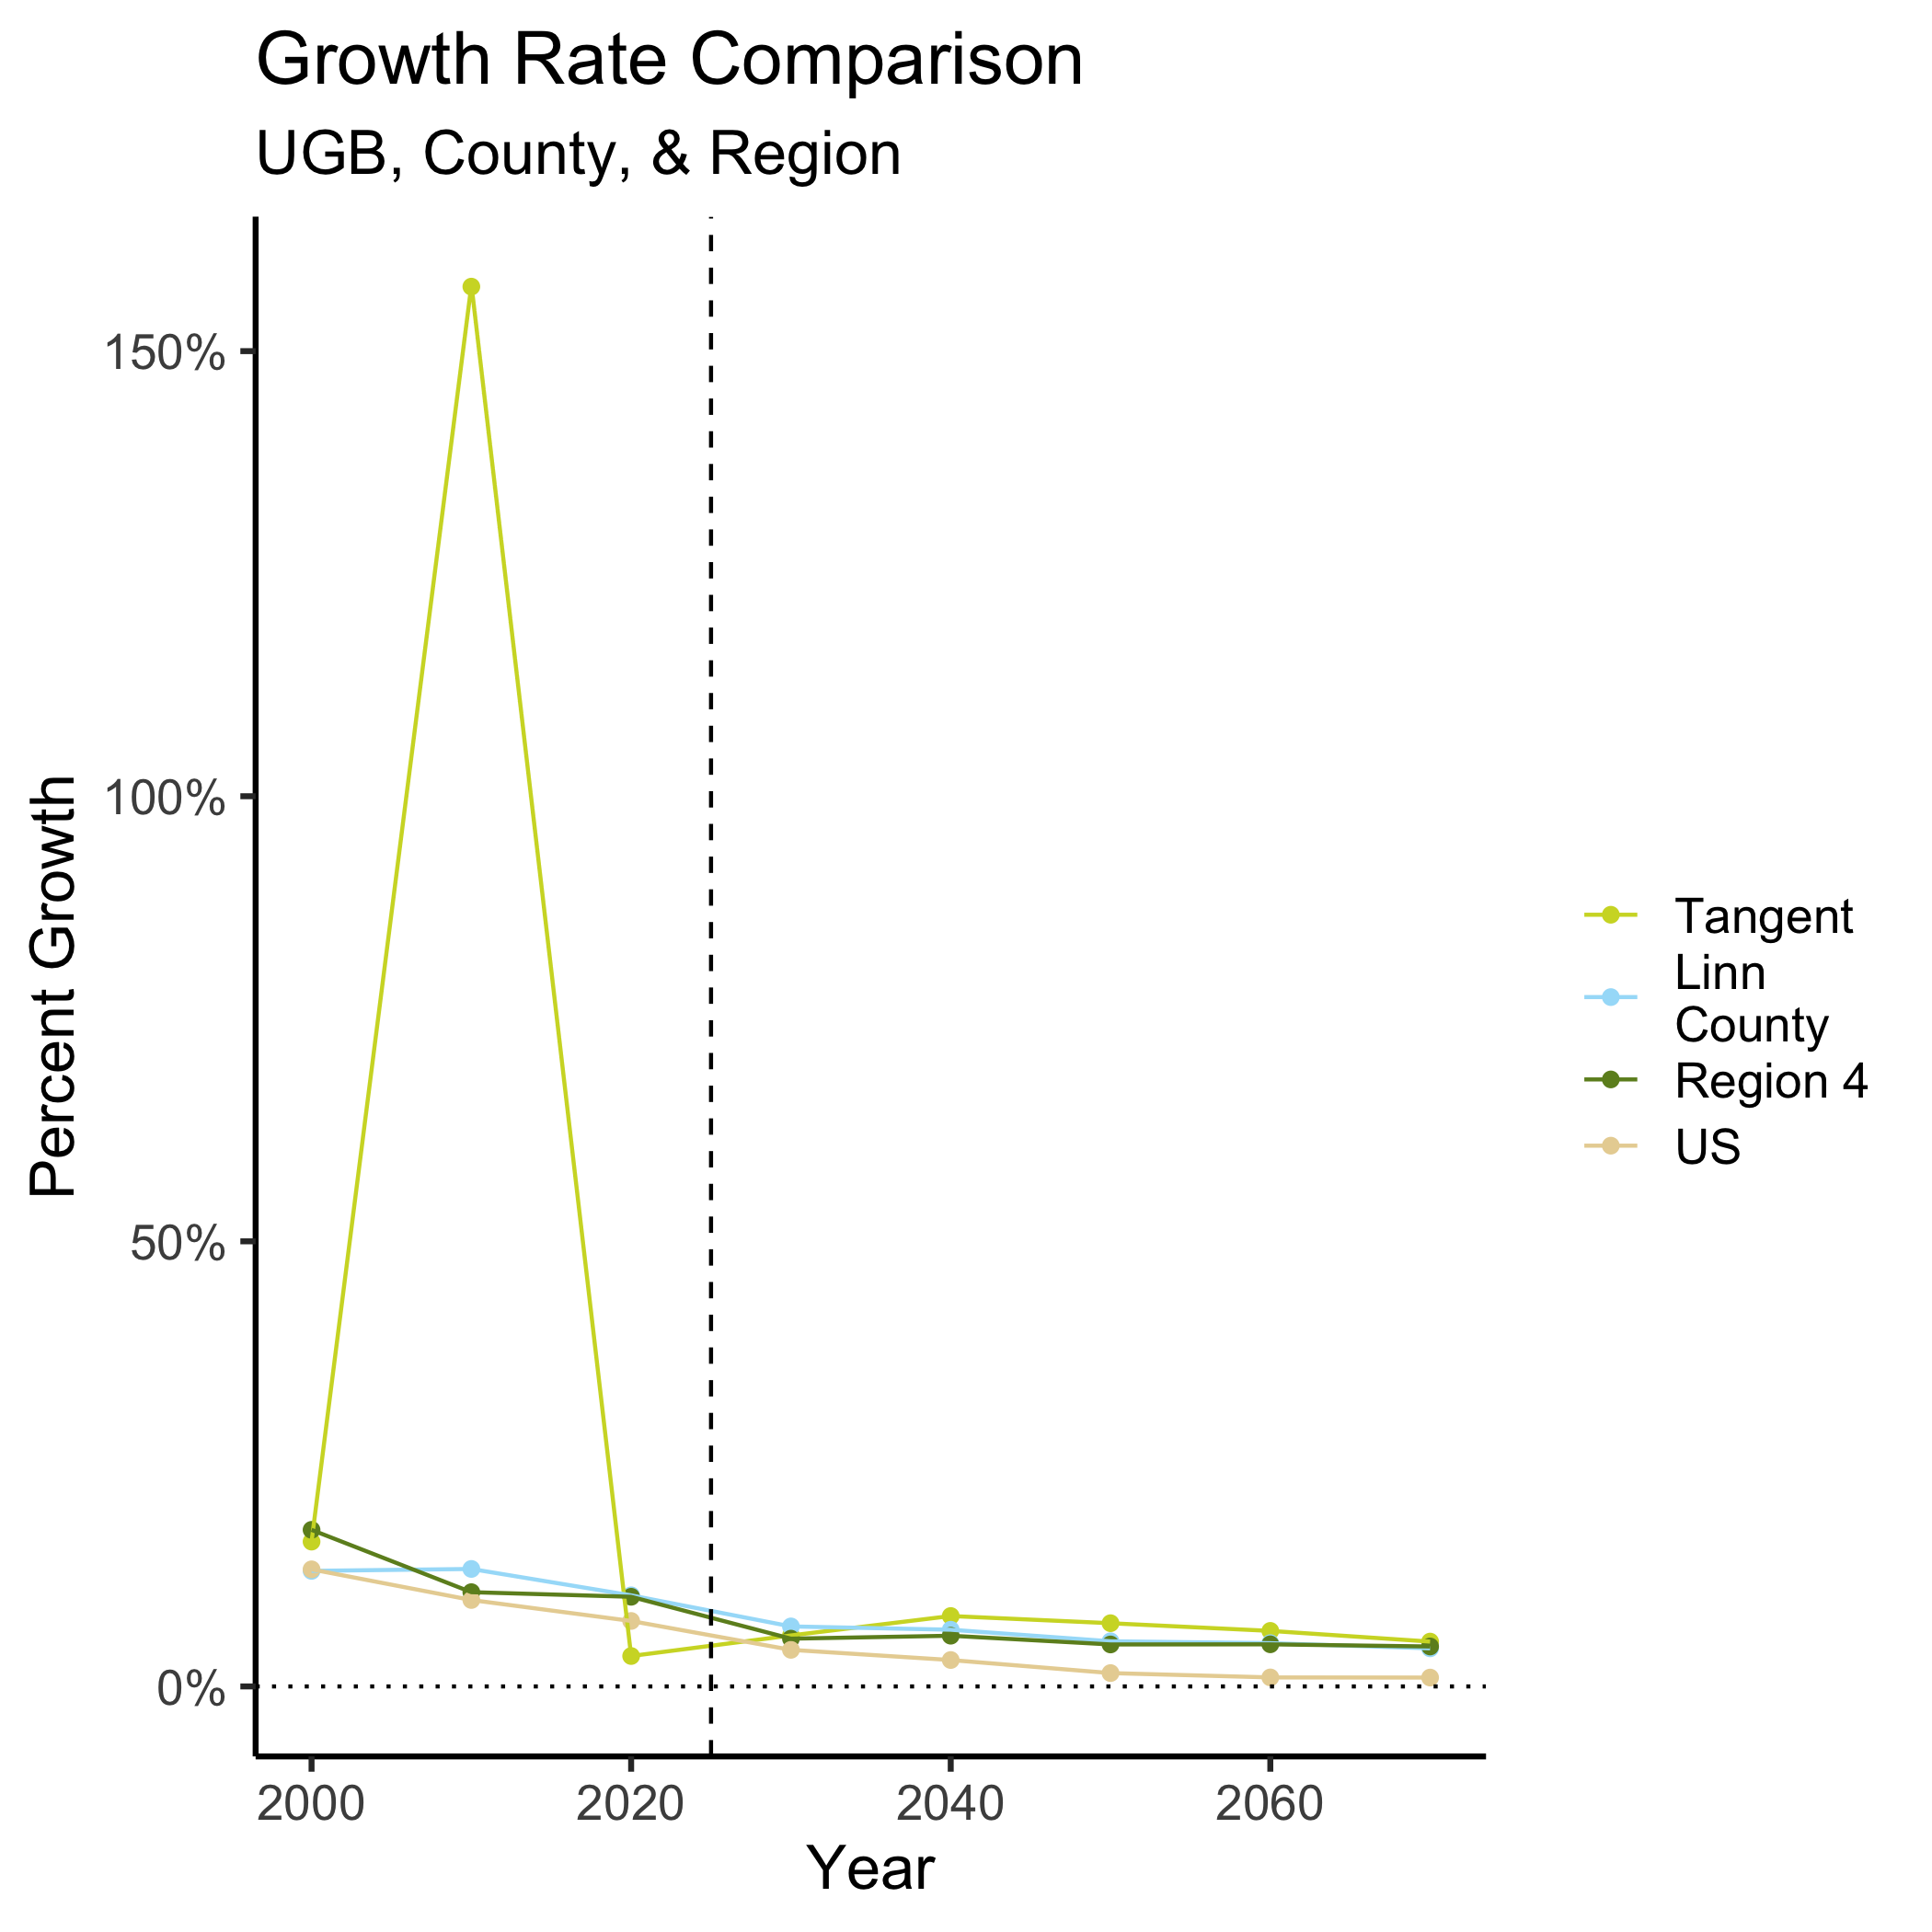 Growth Rate Comparison
UGB, County, & Region
Percent Growth
150%
100%
50%
0%
2000
2020
2040
2060
Year
Tangent
Linn
County
Region 4
US